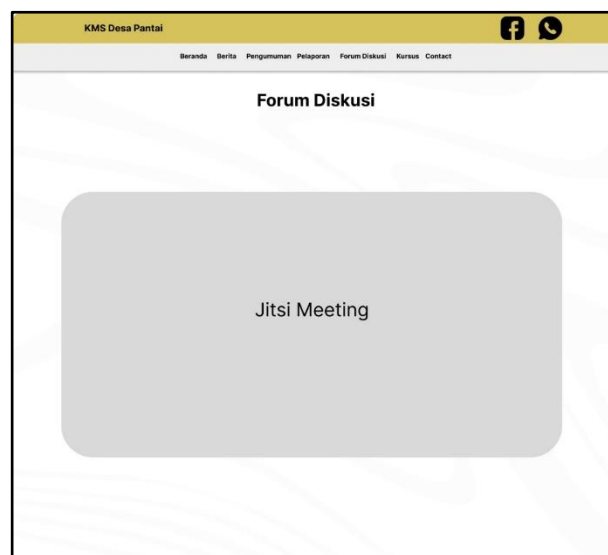 KMS Desa Pantai
Beranda Berita Pengumuman Pelaporan Forum Diskusi Kursus Contact
Forum Diskusi
Jitsi Meeting